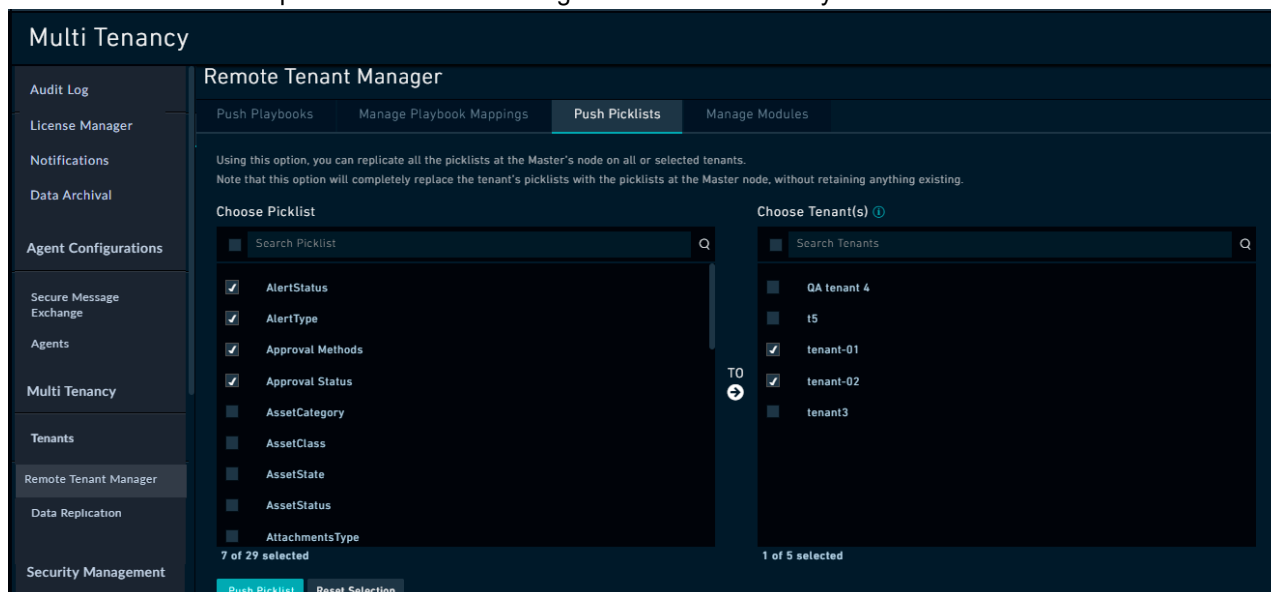 Multi Tenancy
Audit Log
License Manager
Notifications
Data Archival
Agent Configurations
Secure Message
Exchange
Agents
Multi Tenancy
Tenants
Remote Tenant Manager
Data Replication
Security Management
Remote Tenant Manager
Push Playbooks Manage Playbook Mappings Push Picklists Manage Modules
Using this option, you can replicate all the picklists at the Master's node on all or selected tenants.
Note that this option will completely replace the tenant's picklists with the picklists at the Master node, without retaining anything existing.
Choose Picklist
Search Picklist
AlertStatus
AlertType
Approval Methods
Approval Status
AssetCategory
AssetClass
AssetState
AssetStatus
AttachmentsType
7 of 29 selected
TO
Choose Tenant(s)
Search Tenants
QA tenant 4
t5
tenant-01
tenant-02
tenant3
1 of 5 selected
Push Picklist Reset Selection